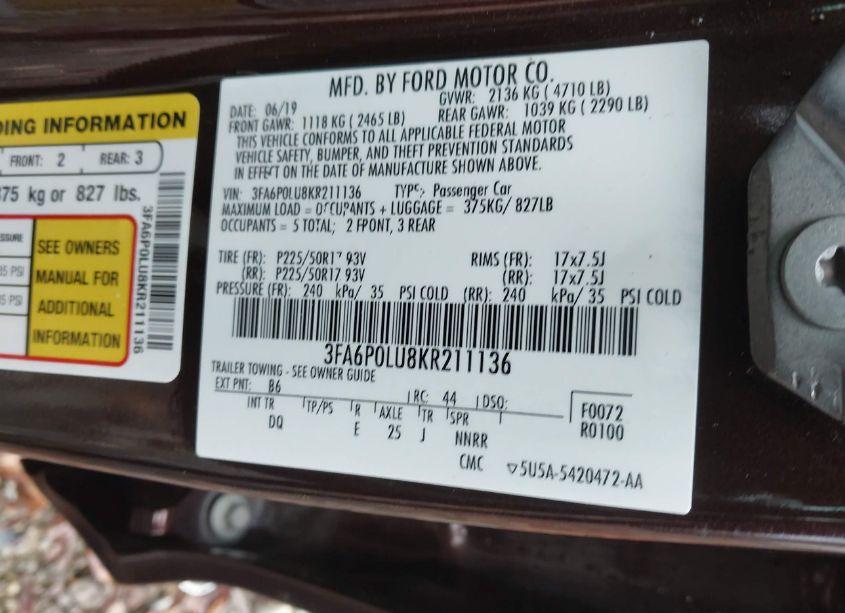 DING INFORMATION
FRONT: 2 REAR: 3
375 kg or 827 lbs.
SEE OWNERS
MANUAL FOR
ADDITIONAL
INFORMATION
35 PSI
35 PSI
3FA6P0LU8KR211136
MFD. BY FORD MOTOR CO.
DATE: 06/19 GVWR: 2136 KG ( 4710 LB)
FRONT GAWR: 1118 KG ( 2465 LB) REAR GAWR: 1039 KG ( 2290 LB)
THIS VEHICLE CONFORMS TO ALL APPLICABLE FEDERAL MOTOR
VEHICLE SAFETY, BUMPER, AND THEFT PREVENTION STANDARDS
IN EFFECT ON THE DATE OF MANUFACTURE SHOWN ABOVE.
VIN: 3FA6P0LU8KR211136 TYPE: Passenger Car
MAXIMUM LOAD = OCCUPANTS + LUGGAGE = 375KG/ 827LB
OCCUPANTS = 5 TOTAL; 2 FRONT, 3 REAR
TIRE (FR): P225/50R17 93V RIMS (FR): 17x7.5J
(RR): P225/50R17 93V (RR): 17x7.5J
PRESSURE (FR): 240 kPa/ 35 PSI COLD (RR): 240 kPa/ 35 PSI COLD
3FA6P0LU8KR211136
TRAILER TOWING - SEE OWNER GUIDE
EXT PNT: B6 RC: 44 DSO:
INT TR TP/PS R AXLE TR SPR
DQ E 25 J NNRR
CMC
F0072
R0100
▽5U5A-5420472-AA